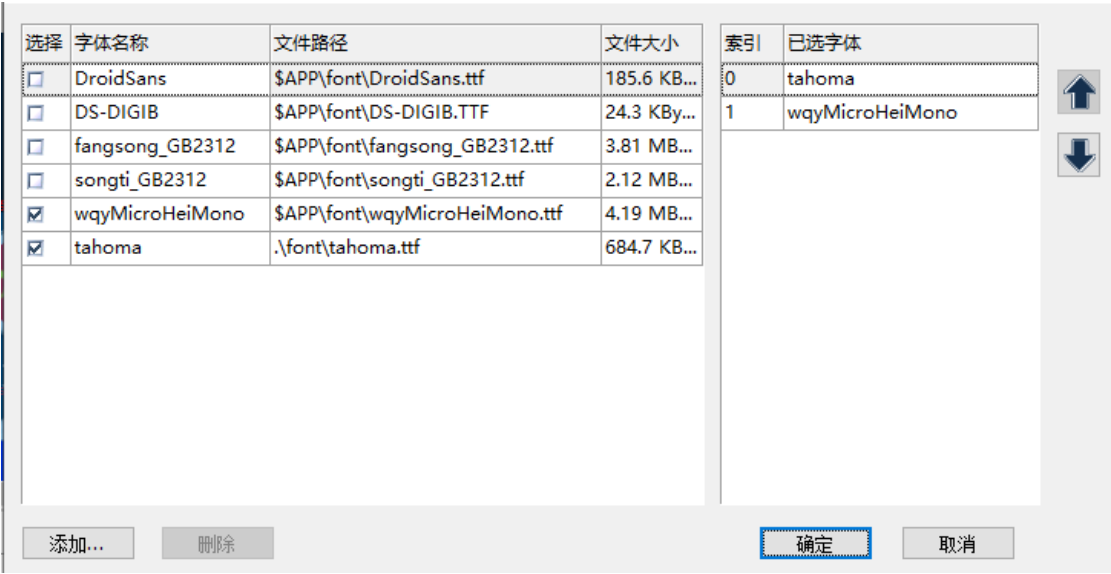 选择 字体名称 文件路径 文件大小 索引 已选字体
DroidSans $APP\font\DroidSans.ttf 185.6 KB... 0 tahoma
DS-DIGIB $APP\font\DS-DIGIB.TTF 24.3 KBy... 1 wqyMicroHeiMono
fangsong_GB2312 $APP\font\fangsong_GB2312.ttf 3.81 MB...
songti_GB2312 $APP\font\songti_GB2312.ttf 2.12 MB...
wqyMicroHeiMono $APP\font\wqyMicroHeiMono.ttf 4.19 MB...
tahoma .\font\tahoma.ttf 684.7 KB...
添加... 删除 确定 取消